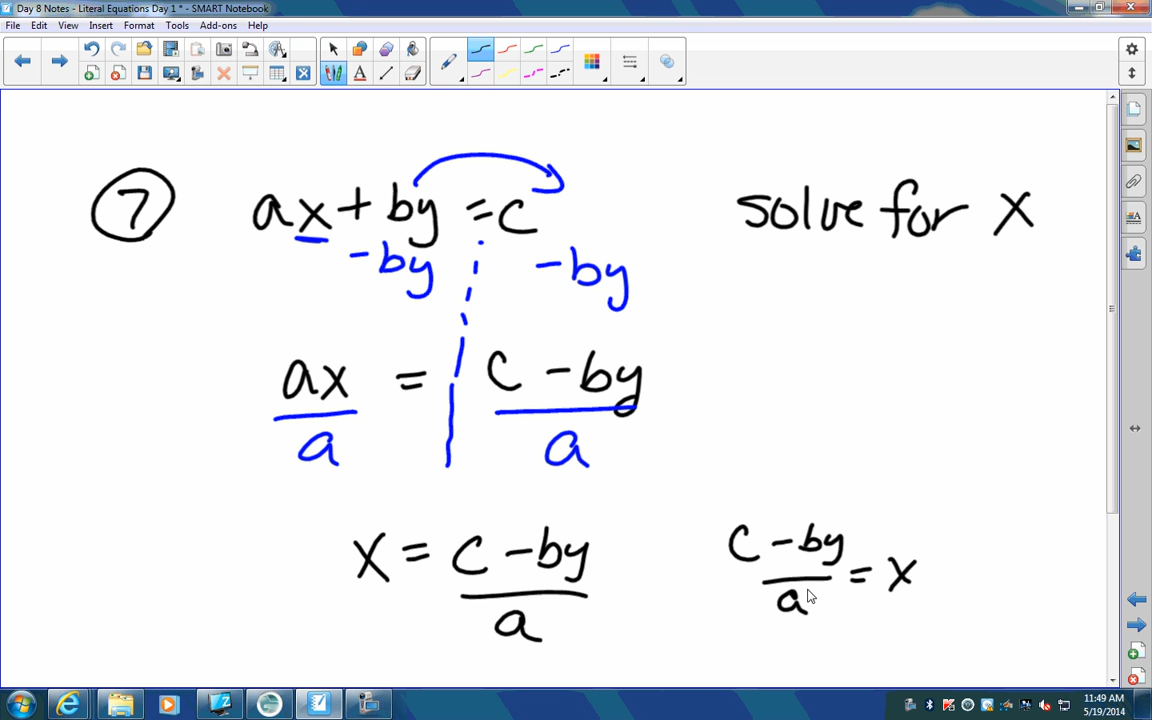 Day 8 Notes - Literal Equations Day 1 * - SMART Notebook
File Edit View Insert Format Tools Add-ons Help
7 ax + by = c solve for x
-by -by
ax = c - by
a a
x = c - by
a
c - by
a = x
11:49 AM
5/19/2014